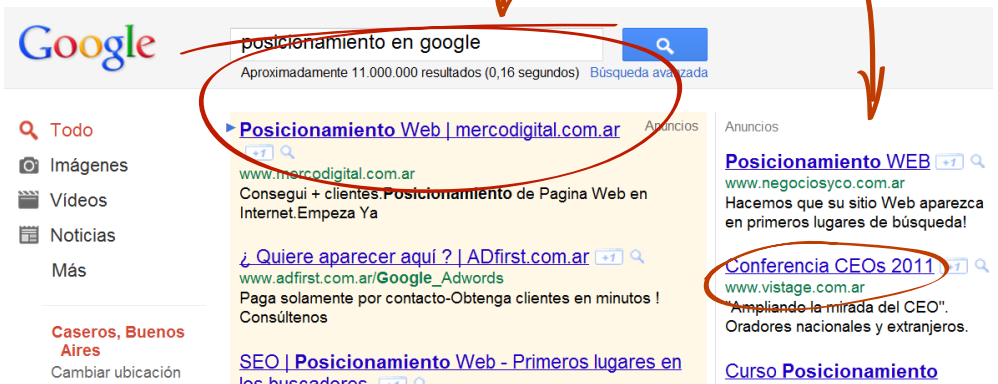 Google
posicionamiento en google
Aproximadamente 11.000.000 resultados (0,16 segundos) Búsqueda avanzada
Todo
Imágenes
Vídeos
Noticias
Más
Caseros, Buenos
Aires
Cambiar ubicación
Anuncios
Posicionamiento Web | mercodigital.com.ar
+1
www.mercodigital.com.ar
Consegui + clientes.Posicionamiento de Pagina Web en
Internet.Empeza Ya
¿ Quiere aparecer aquí ? | ADfirst.com.ar +1
www.adfirst.com.ar/Google_Adwords
Paga solamente por contacto-Obtenga clientes en minutos !
Consúltenos
SEO | Posicionamiento Web - Primeros lugares en
los buscadores +1
Anuncios
Posicionamiento WEB +1
www.negociosyco.com.ar
Hacemos que su sitio Web aparezca
en primeros lugares de búsqueda!
Conferencia CEOs 2011 +1
www.vistage.com.ar
"Ampliando la mirada del CEO".
Oradores nacionales y extranjeros.
Curso Posicionamiento